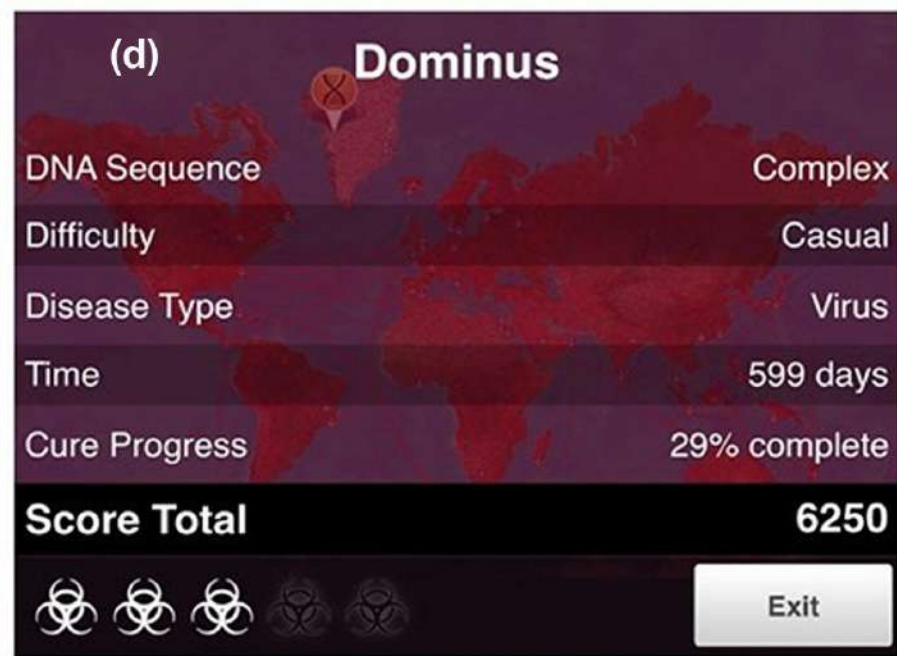 (d) Dominus
DNA Sequence Complex
Difficulty Casual
Disease Type Virus
Time 599 days
Cure Progress 29% complete
Score Total 6250
Exit